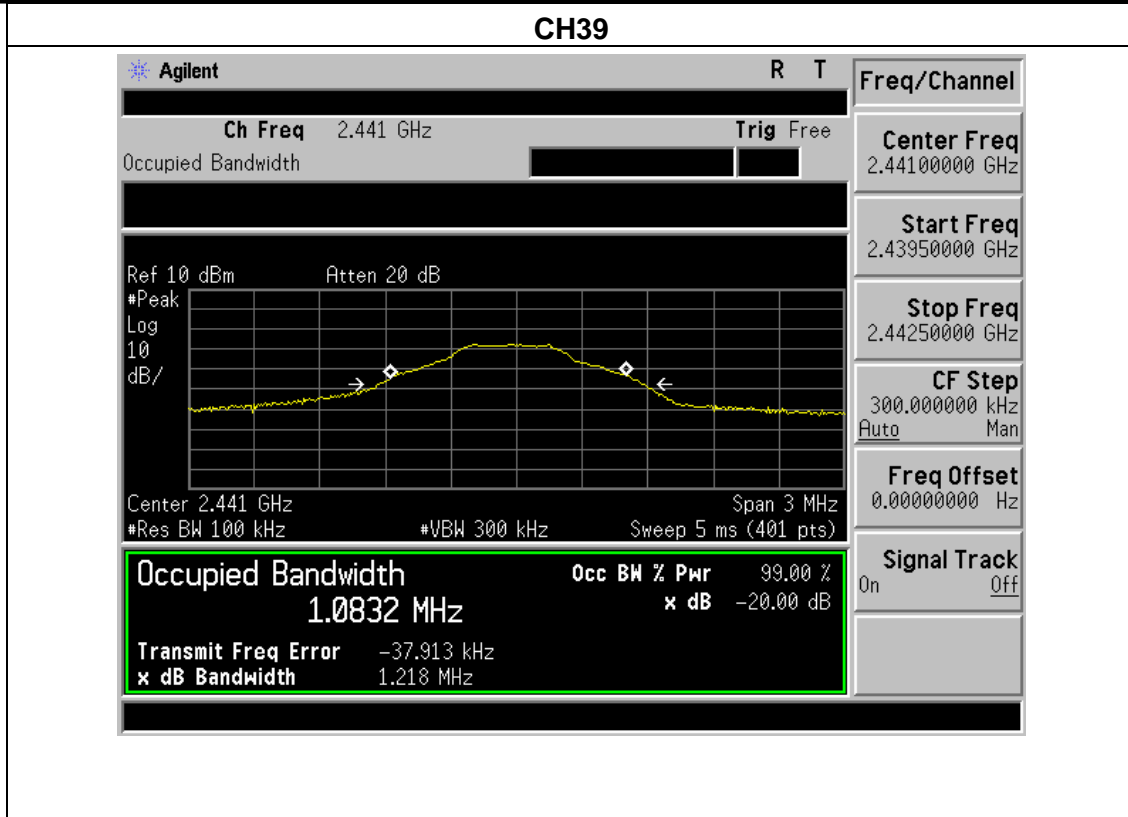 CH39
Agilent R T
Ch Freq 2.441 GHz Trig Free
Occupied Bandwidth
Ref 10 dBm Atten 20 dB
#Peak
Log
10
dB/
Center 2.441 GHz Span 3 MHz
#Res BW 100 kHz #VBW 300 kHz Sweep 5 ms (401 pts)
Occupied Bandwidth Occ BW % Pwr 99.00 %
1.0832 MHz x dB -20.00 dB
Transmit Freq Error -37.913 kHz
x dB Bandwidth 1.218 MHz
Freq/Channel
Center Freq
2.44100000 GHz
Start Freq
2.43950000 GHz
Stop Freq
2.44250000 GHz
CF Step
300.000000 kHz
Auto Man
Freq Offset
0.00000000 Hz
Signal Track
On Off